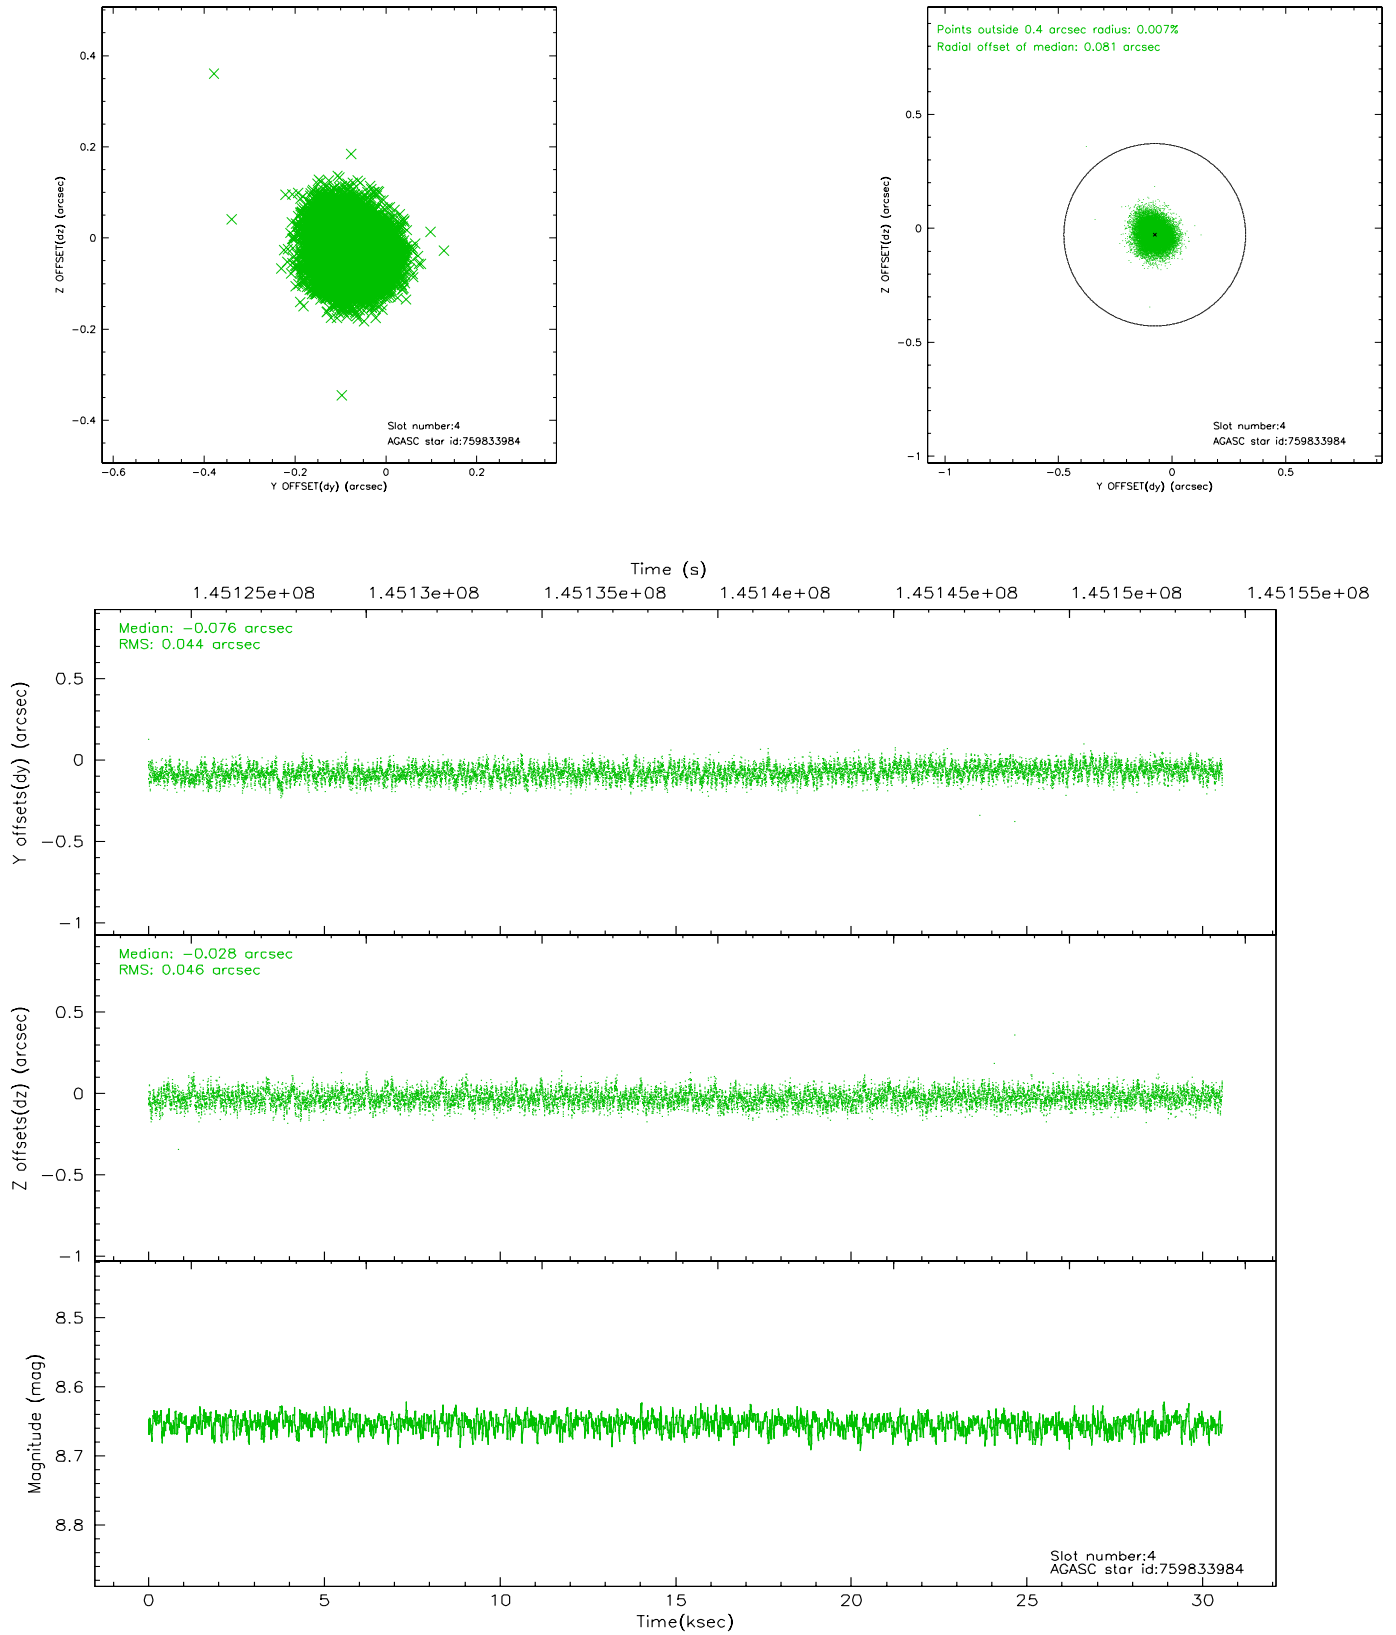 0.4
0.2
0
−0.2
−0.4
Z OFFSET(dz) (arcsec)
Slot number:4
AGASC star id:759833984
−0.6
−0.4
−0.2
0
0.2
Y OFFSET(dy) (arcsec)
Points outside 0.4 arcsec radius: 0.007%
Radial offset of median: 0.081 arcsec
0.5
0
−0.5
−1
Z OFFSET(dz) (arcsec)
Slot number:4
AGASC star id:759833984
−1
−0.5
0
0.5
Y OFFSET(dy) (arcsec)
Time (s)
1.45125e+08
1.4513e+08
1.45135e+08
1.4514e+08
1.45145e+08
1.4515e+08
1.45155e+08
Median: −0.076 arcsec
RMS: 0.044 arcsec
0.5
0
−0.5
−1
Y offsets(dy) (arcsec)
Median: −0.028 arcsec
RMS: 0.046 arcsec
0.5
0
−0.5
−1
Z offsets(dz) (arcsec)
8.5
8.6
8.7
8.8
Magnitude (mag)
Slot number:4
AGASC star id:759833984
0
5
10
15
20
25
30
Time(ksec)